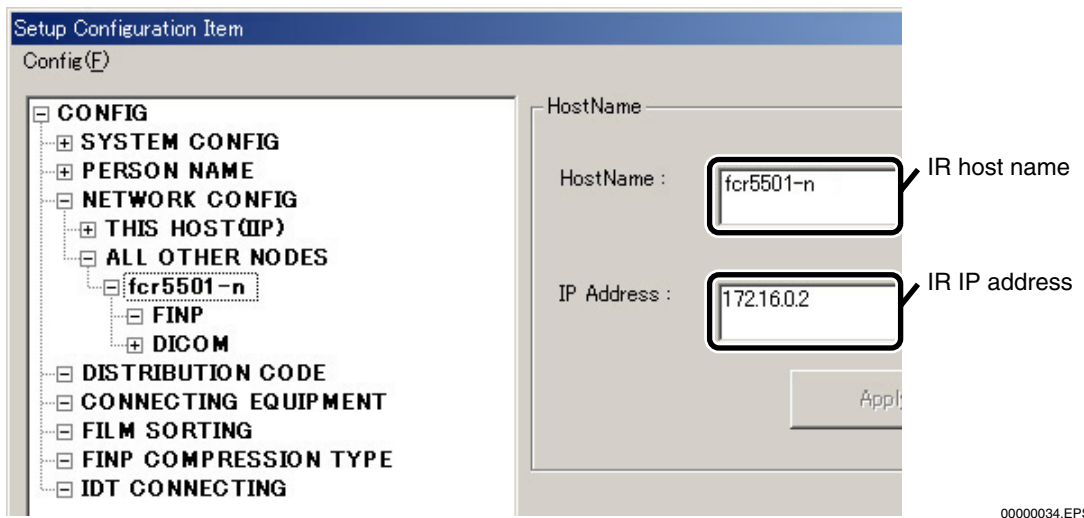 Setup Configuration Item
Config(F)
CONFIG
SYSTEM CONFIG
PERSON NAME
NETWORK CONFIG
THIS HOST(IIP)
ALL OTHER NODES
fcr5501-n
FINP
DICOM
DISTRIBUTION CODE
CONNECTING EQUIPMENT
FILM SORTING
FINP COMPRESSION TYPE
IDT CONNECTING
HostName
HostName : fcr5501-n
IR host name
IP Address : 172.16.0.2
IR IP address
Appl
00000034.EPS